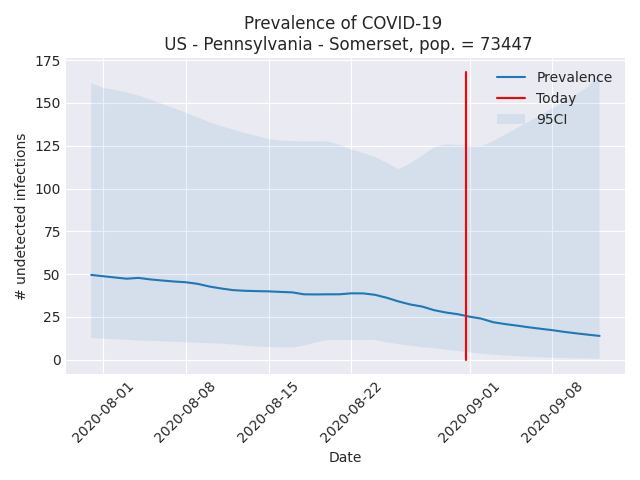 Prevalence of COVID-19
US - Pennsylvania - Somerset, pop. = 73447
175
150
125
100
75
50
25
0
# undetected infections
Prevalence
Today
95CI
2020-08-01
2020-08-08
2020-08-15
2020-08-22
2020-09-01
2020-09-08
Date